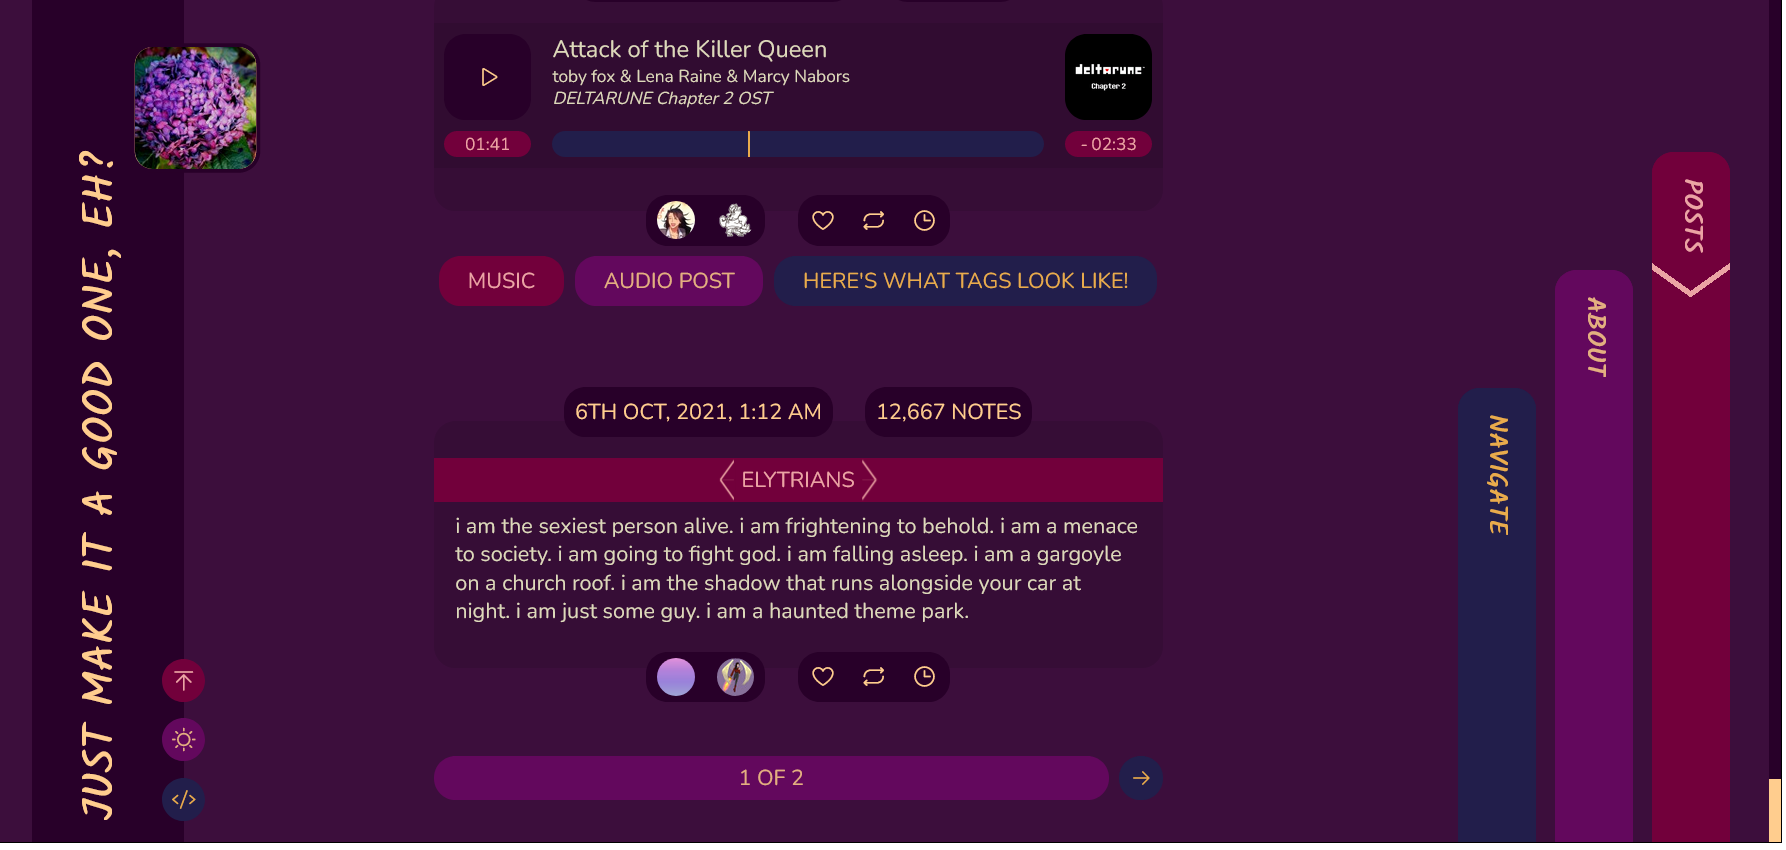 JUST MAKE IT A GOOD ONE, EH?
Attack of the Killer Queen
toby fox & Lena Raine & Marcy Nabors
DELTARUNE Chapter 2 OST
deltarune
Chapter 2
01:41
- 02:33
MUSIC
AUDIO POST
HERE'S WHAT TAGS LOOK LIKE!
6TH OCT, 2021, 1:12 AM
12,667 NOTES
ELYTRIANS
i am the sexiest person alive. i am frightening to behold. i am a menace
to society. i am going to fight god. i am falling asleep. i am a gargoyle
on a church roof. i am the shadow that runs alongside your car at
night. i am just some guy. i am a haunted theme park.
1 OF 2
NAVIGATE
ABOUT
POSTS